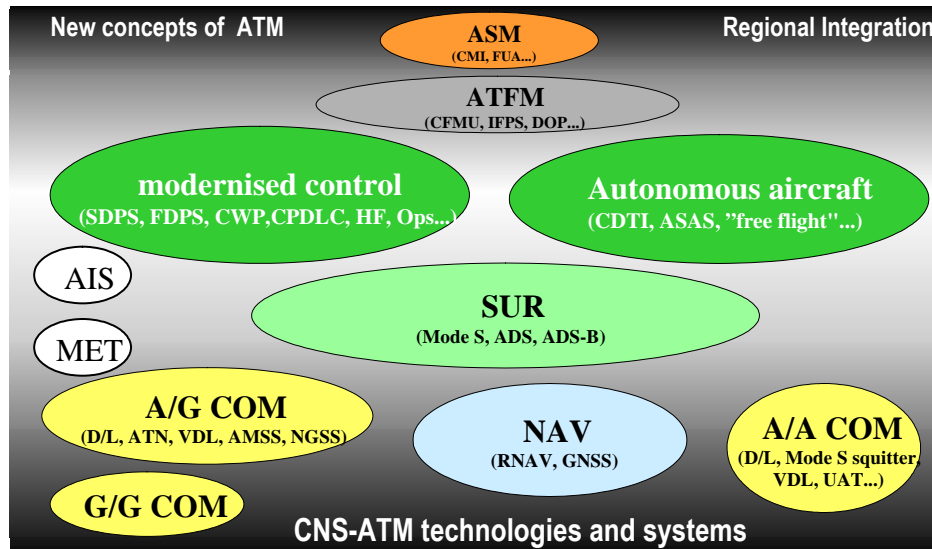 New concepts of ATM
Regional Integration
ASM
(CMI, FUA...)
ATFM
(CFMU, IFPS, DOP...)
modernised control
(SDPS, FDPS, CWP,CPDLC, HF, Ops...)
Autonomous aircraft
(CDTI, ASAS, ”free flight"...)
AIS
SUR
(Mode S, ADS, ADS-B)
MET
A/G COM
(D/L, ATN, VDL, AMSS, NGSS)
NAV
(RNAV, GNSS)
A/A COM
(D/L, Mode S squitter,
VDL, UAT...)
G/G COM
CNS-ATM technologies and systems